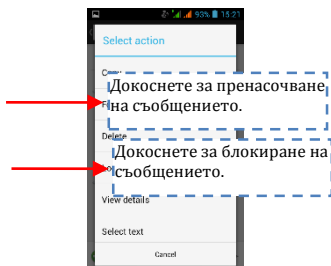 93% 15:21
Select action
Докоснете за пренасочване
на съобщението.
Delete
Докоснете за блокиране на
съобщението.
View details
Select text
Cancel